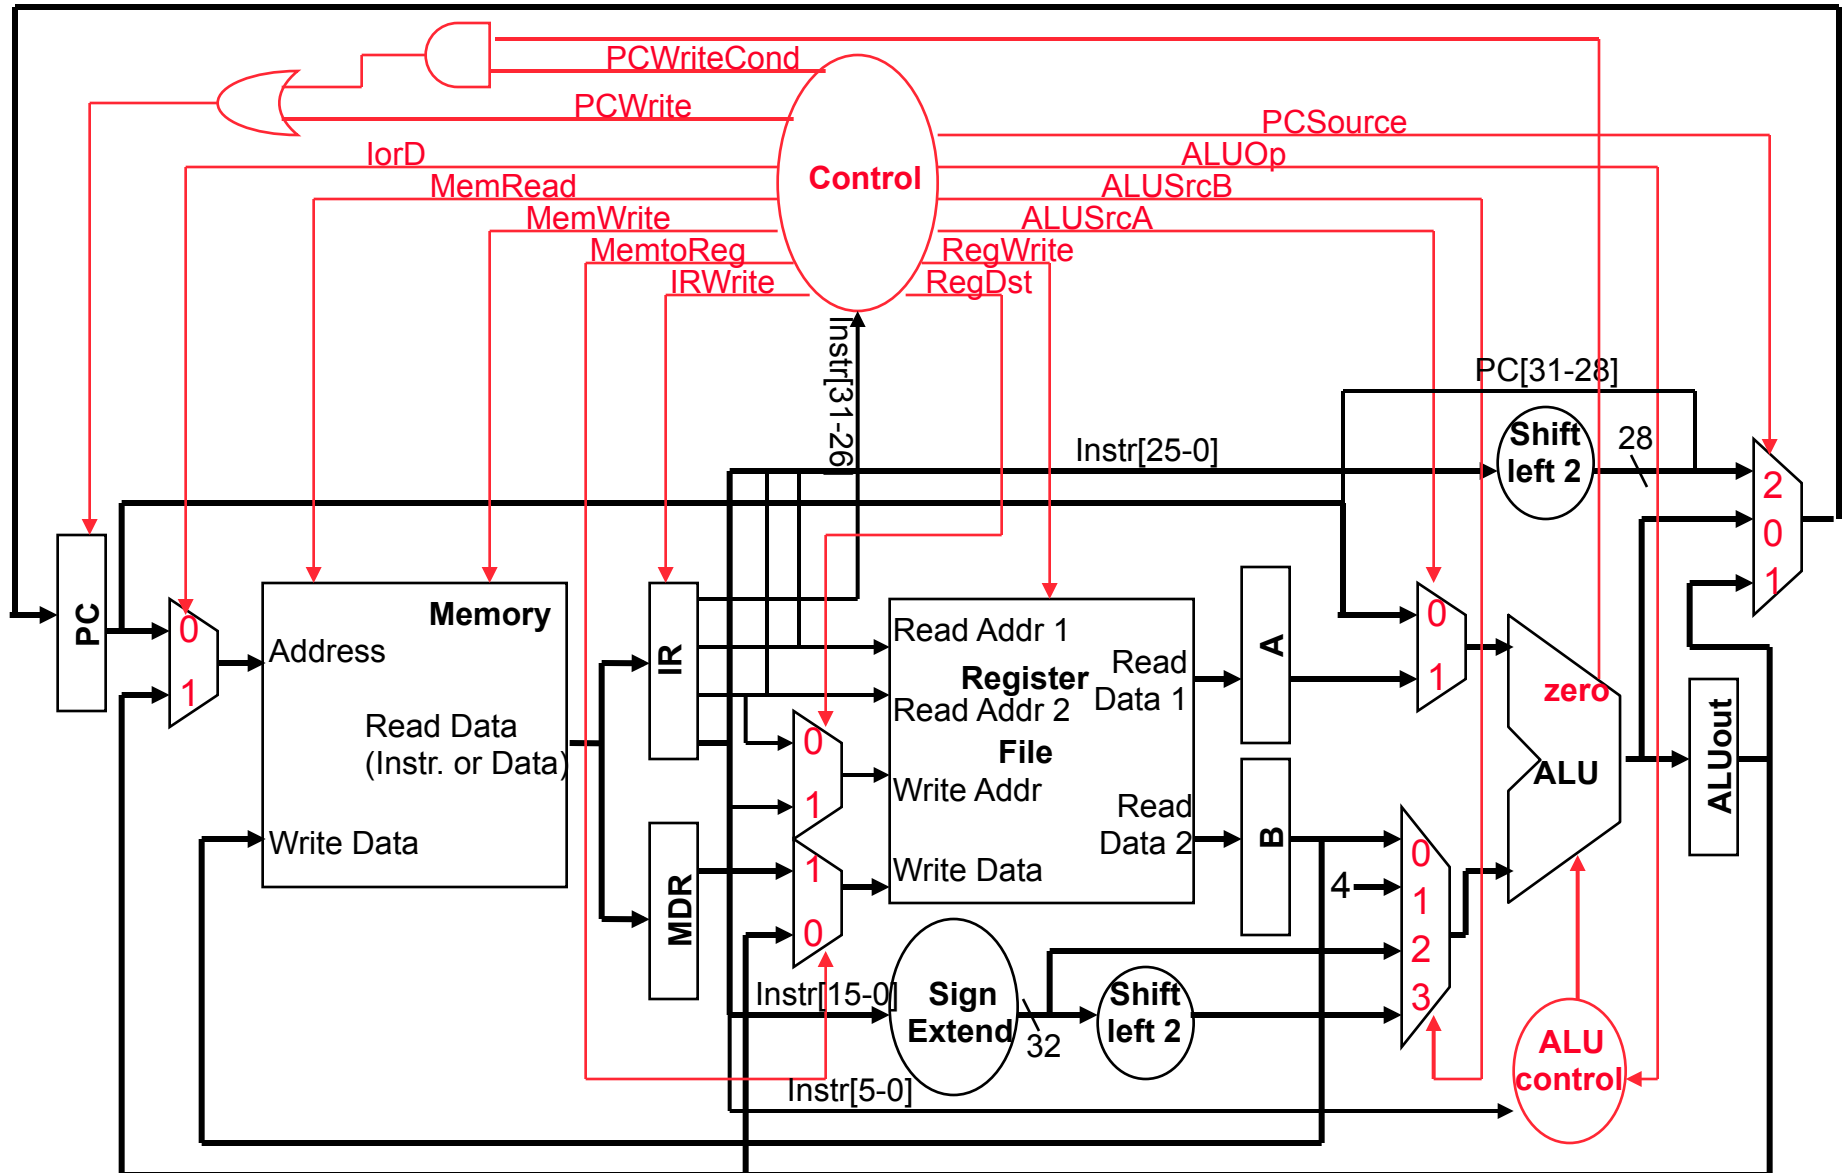 PCWriteCond
PCWrite
PCSource
IorD
ALUOp
MemRead
ALUSrcB
Control
MemWrite
ALUSrcA
MemtoReg
RegWrite
IRWrite
RegDst
Instr[31-26]
PC[31-28]
Instr[25-0]
Shift
left 2
28
2
0
1
PC
0
1
Memory
Address
Read Data
(Instr. or Data)
Write Data
IR
MDR
0
1
1
0
Read Addr 1
Register
Read Addr 2
File
Write Addr
Write Data
Read
Data 1
Read
Data 2
A
B
0
1
4
0
1
2
3
zero
ALU
ALUout
Instr[15-0]
Sign
Extend
32
Shift
left 2
ALU
control
Instr[5-0]